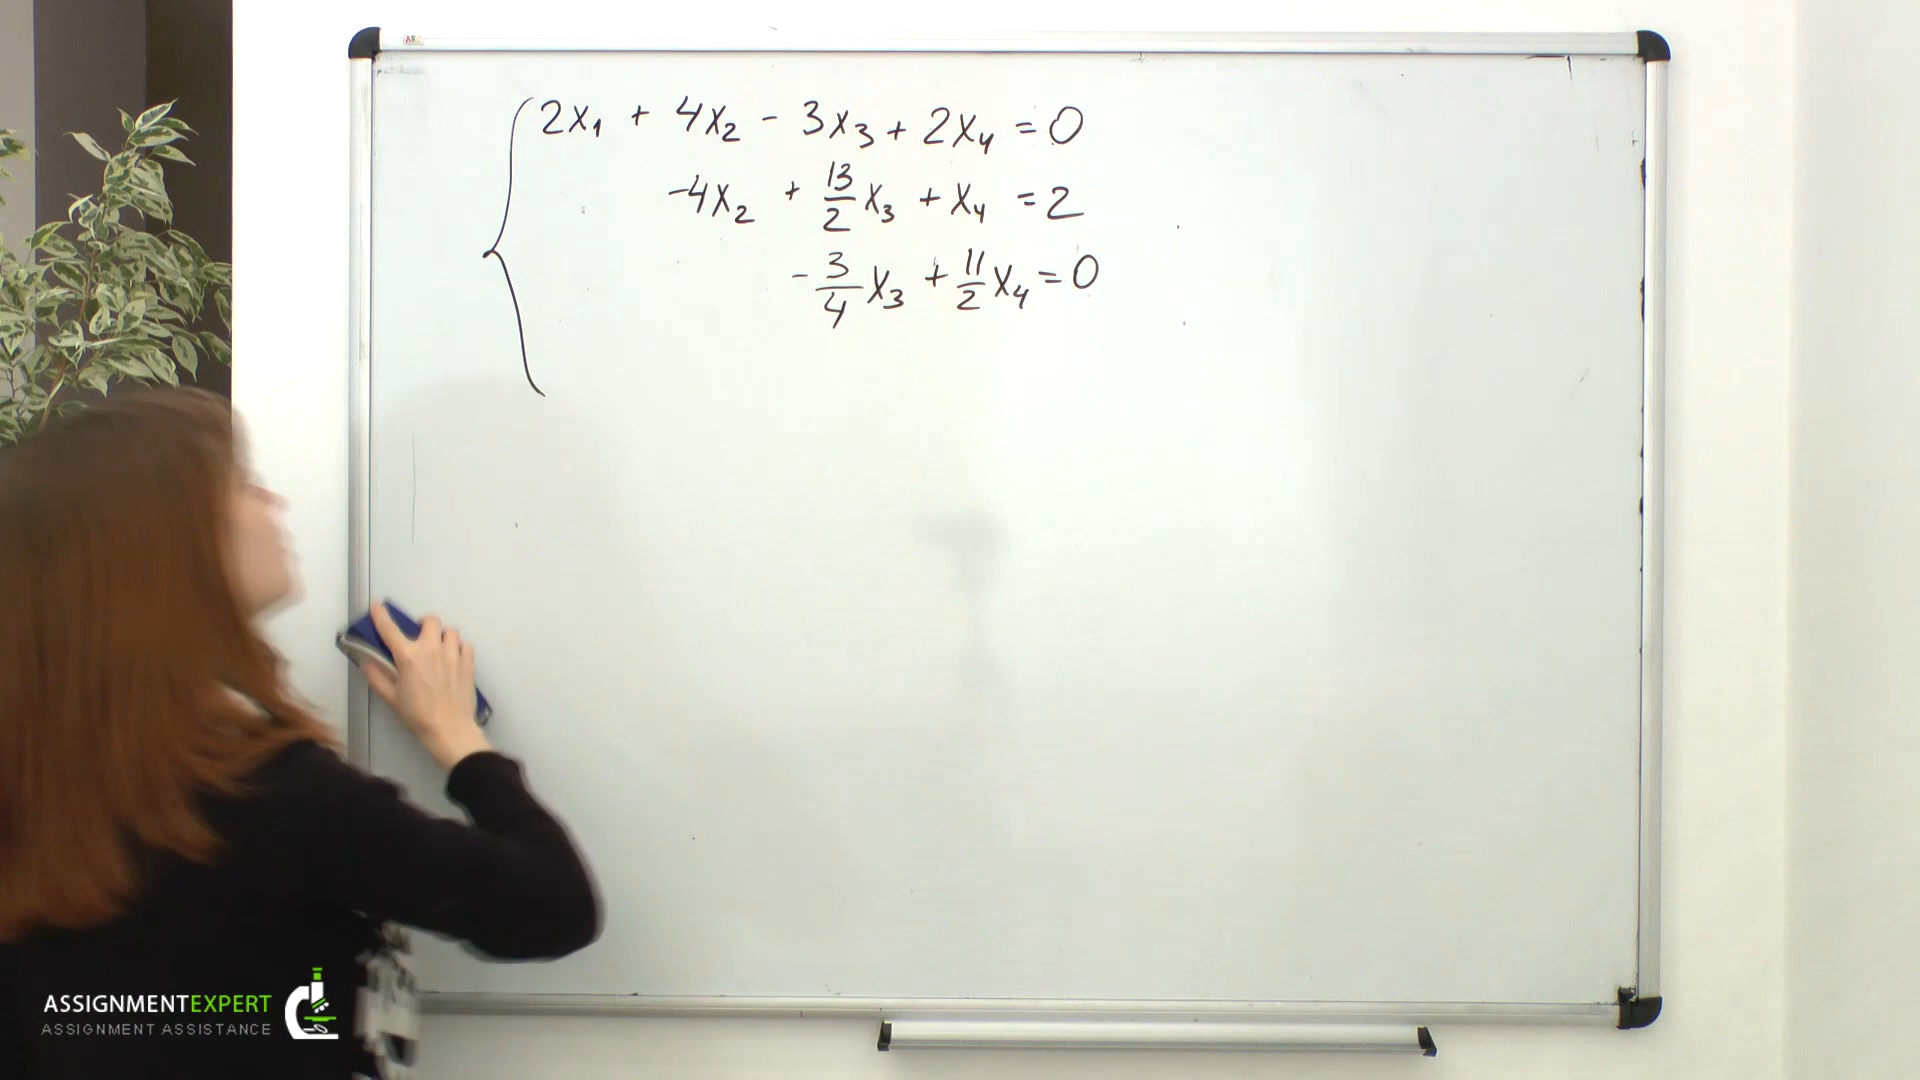 2x₁ + 4x₂ - 3x₃ + 2x₄ = 0
-4x₂ + 13/2 x₃ + x₄ = 2
-3/4 x₃ + 11/2 x₄ = 0
ASSIGNMENTEXPERT
ASSIGNMENT ASSISTANCE